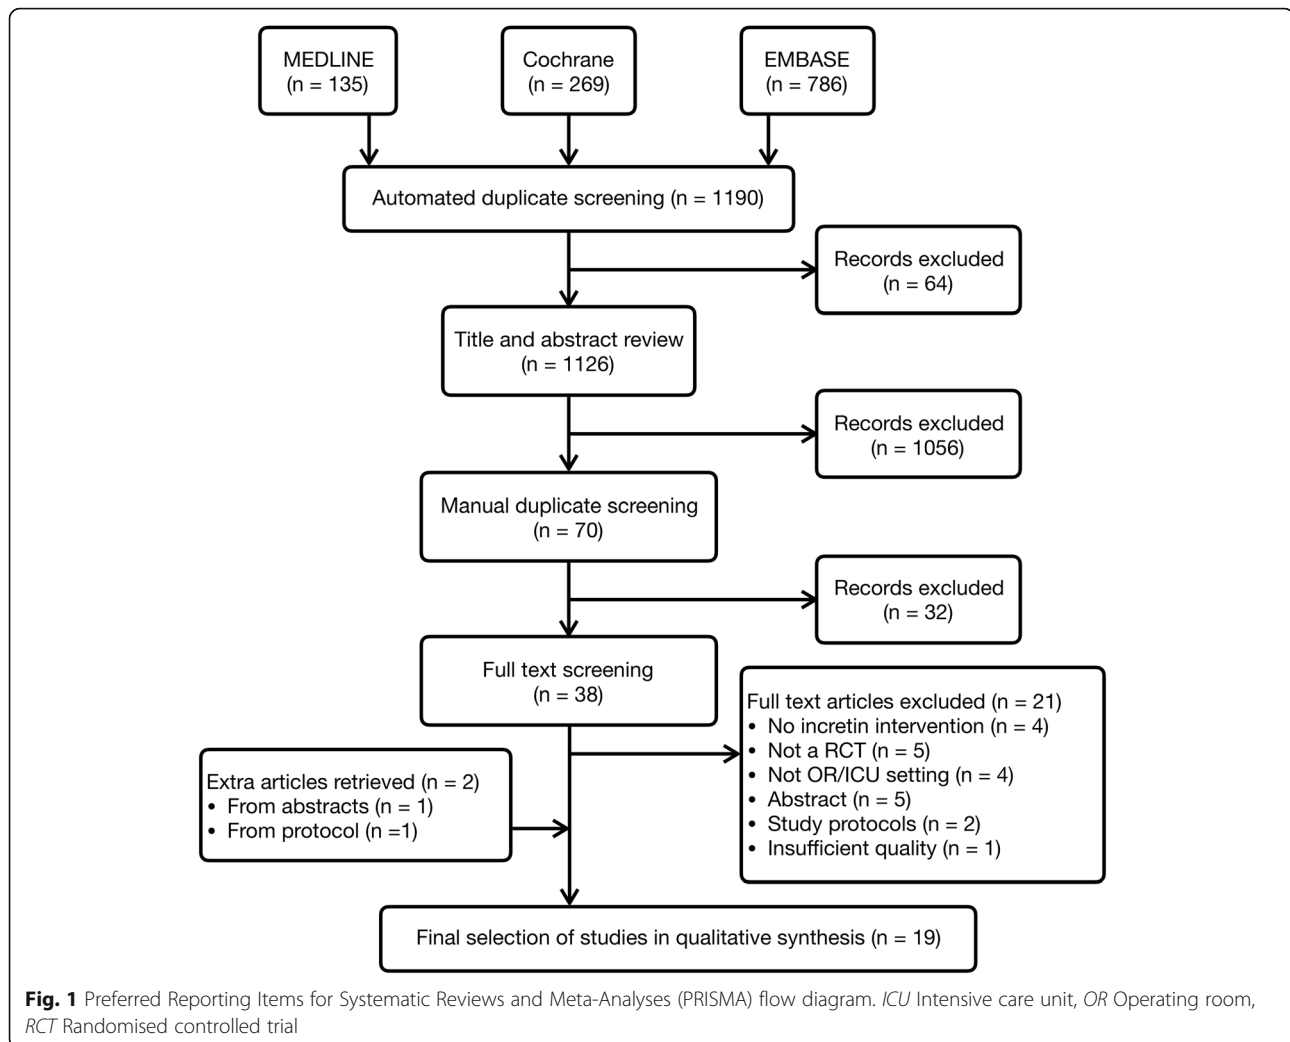 MEDLINE
(n = 135)
Cochrane
(n = 269)
EMBASE
(n = 786)
Automated duplicate screening (n = 1190)
Records excluded
(n = 64)
Title and abstract review
(n = 1126)
Records excluded
(n = 1056)
Manual duplicate screening
(n = 70)
Records excluded
(n = 32)
Full text screening
(n = 38)
Full text articles excluded (n = 21)
• No incretin intervention (n = 4)
• Not a RCT (n = 5)
• Not OR/ICU setting (n = 4)
• Abstract (n = 5)
• Study protocols (n = 2)
• Insufficient quality (n = 1)
Extra articles retrieved (n = 2)
• From abstracts (n = 1)
• From protocol (n =1)
Final selection of studies in qualitative synthesis (n = 19)
Fig. 1 Preferred Reporting Items for Systematic Reviews and Meta-Analyses (PRISMA) flow diagram. ICU Intensive care unit, OR Operating room,
RCT Randomised controlled trial